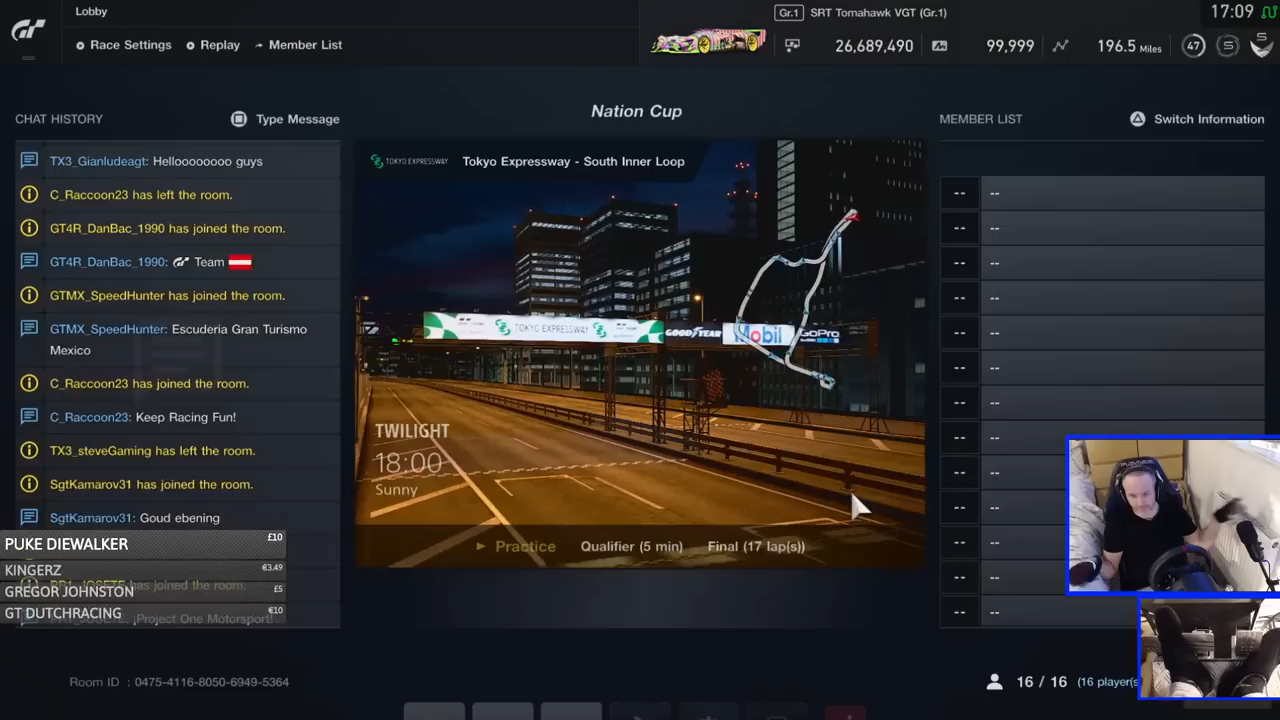 Lobby
Race Settings
Replay
Member List
Gr.1
SRT Tomahawk VGT (Gr.1)
17:09
26,689,490
99,999
196.5 Miles
47
S
CHAT HISTORY
Type Message
Nation Cup
MEMBER LIST
Switch Information
TX3_Gianludeagt: Helloooooooo guys
C_Raccoon23 has left the room.
GT4R_DanBac_1990 has joined the room.
GT4R_DanBac_1990: GT Team
GTMX_SpeedHunter has joined the room.
GTMX_SpeedHunter: Escuderia Gran Turismo
Mexico
C_Raccoon23 has joined the room.
C_Raccoon23: Keep Racing Fun!
TX3_steveGaming has left the room.
SgtKamarov31 has joined the room.
SgtKamarov31: Goud ebening
has joined the room.
Project One Motorsport!
PUKE DIEWALKER £10
KINGERZ €3.49
GREGOR JOHNSTON £5
GT DUTCHRACING €10
TOKYO EXPRESSWAY
Tokyo Expressway - South Inner Loop
TOKYO EXPRESSWAY
GOODYEAR
Mobil
GoPro
TWILIGHT
18:00
Sunny
Practice
Qualifier (5 min)
Final (17 lap(s))
-- --
-- --
-- --
-- --
-- --
-- --
-- --
-- --
-- --
-- --
-- --
-- --
-- --
Room ID : 0475-4116-8050-6949-5364
16 / 16
(16 player(s